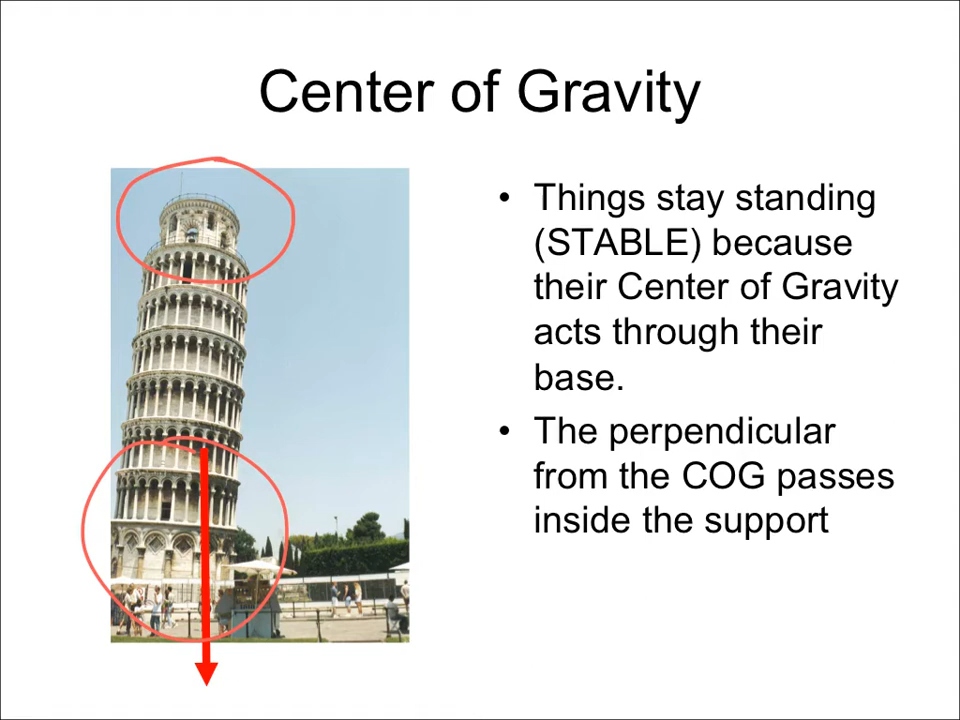 Center of Gravity
• Things stay standing
(STABLE) because
their Center of Gravity
acts through their
base.
• The perpendicular
from the COG passes
inside the support